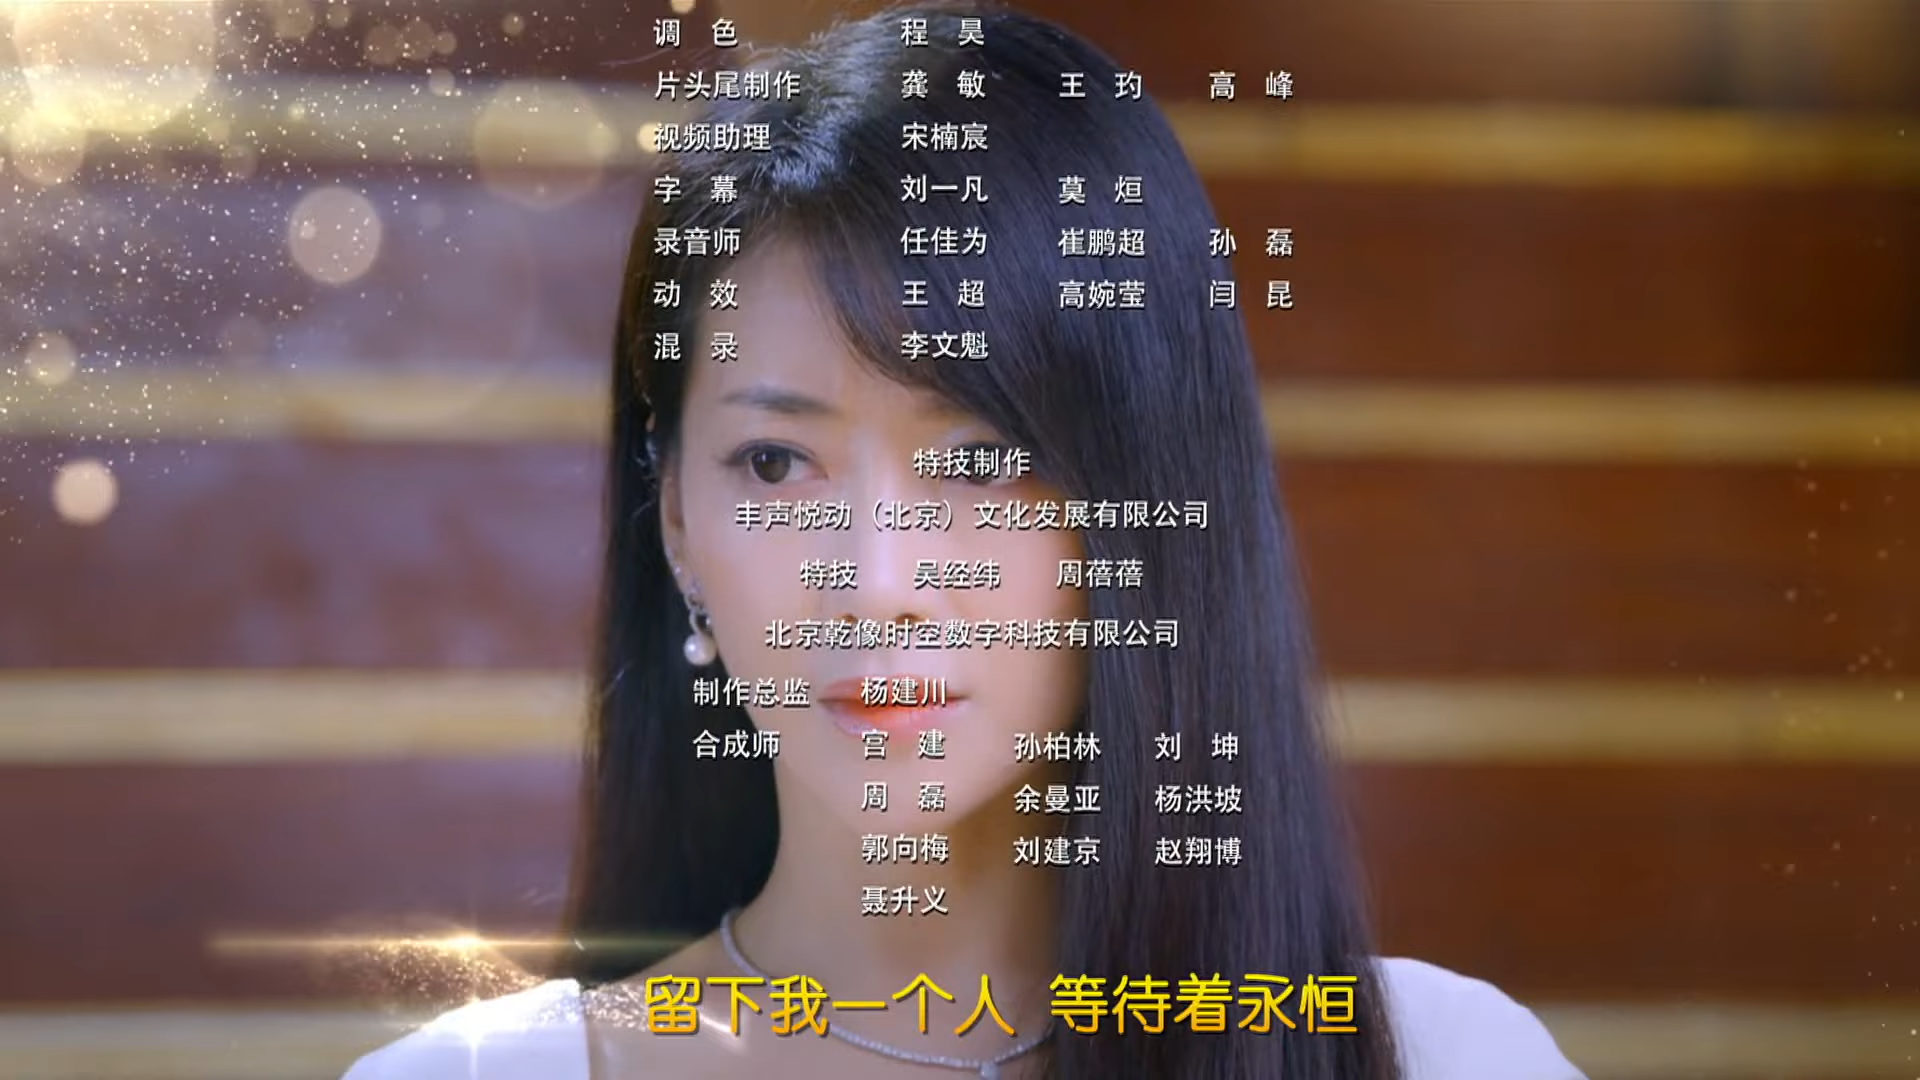 调 色 程 昊
片头尾制作 龚 敏 王 玓 高 峰
视频助理 宋楠宸
字 幕 刘一凡 莫 烜
录音师 任佳为 崔鹏超 孙 磊
动 效 王 超 高婉莹 闫 昆
混 录 李文魁
特技制作
丰声悦动（北京）文化发展有限公司
特技 吴经纬 周蓓蓓
北京乾像时空数字科技有限公司
制作总监 杨建川
合成师 宫 建 孙柏林 刘 坤
周 磊 余曼亚 杨洪坡
郭向梅 刘建京 赵翔博
聂升义
留下我一个人 等待着永恒